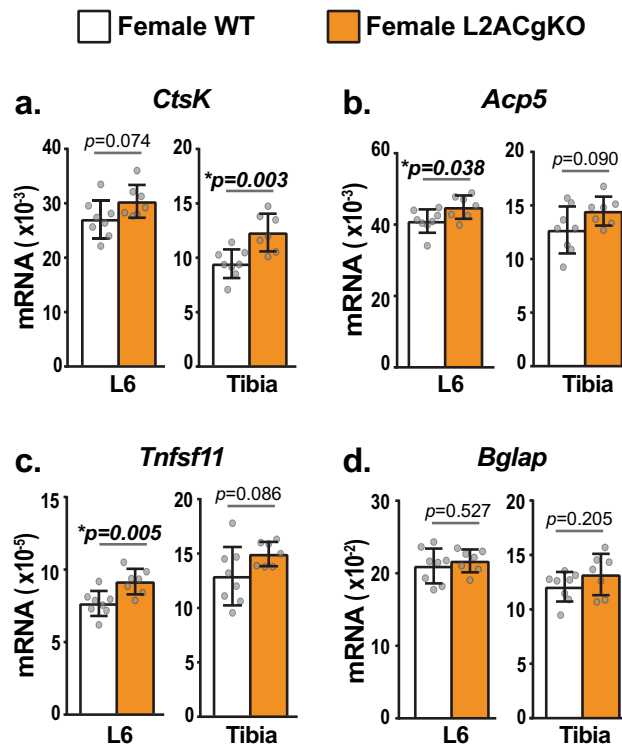 Female WT
Female L2ACgKO
a.
CtsK
mRNA ( x10-3)
40
30
20
10
0
p=0.074
L6
20
15
10
5
0
*p=0.003
Tibia
b.
Acp5
mRNA ( x10-3)
60
40
20
0
*p=0.038
L6
20
15
10
5
0
p=0.090
Tibia
c.
Tnfsf11
mRNA ( x10-5)
15
10
5
0
*p=0.005
L6
20
15
10
5
0
p=0.086
Tibia
d.
Bglap
mRNA ( x10-2)
30
20
10
0
p=0.527
L6
20
15
10
5
0
p=0.205
Tibia